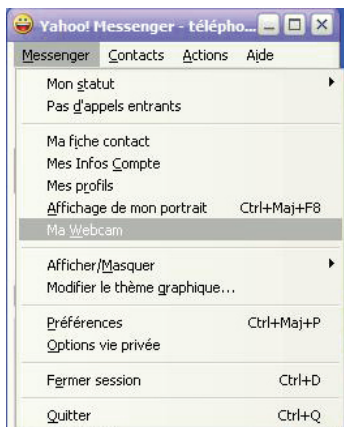 Yahoo! Messenger - télépho...
Messenger Contacts Actions Aide
Mon statut
Pas d'appels entrants
Ma fiche contact
Mes Infos Compte
Mes profils
Affichage de mon portrait Ctrl+Maj+F8
Ma Webcam
Afficher/Masquer
Modifier le thème graphique...
Préférences Ctrl+Maj+P
Options vie privée
Fermer session Ctrl+D
Quitter Ctrl+Q